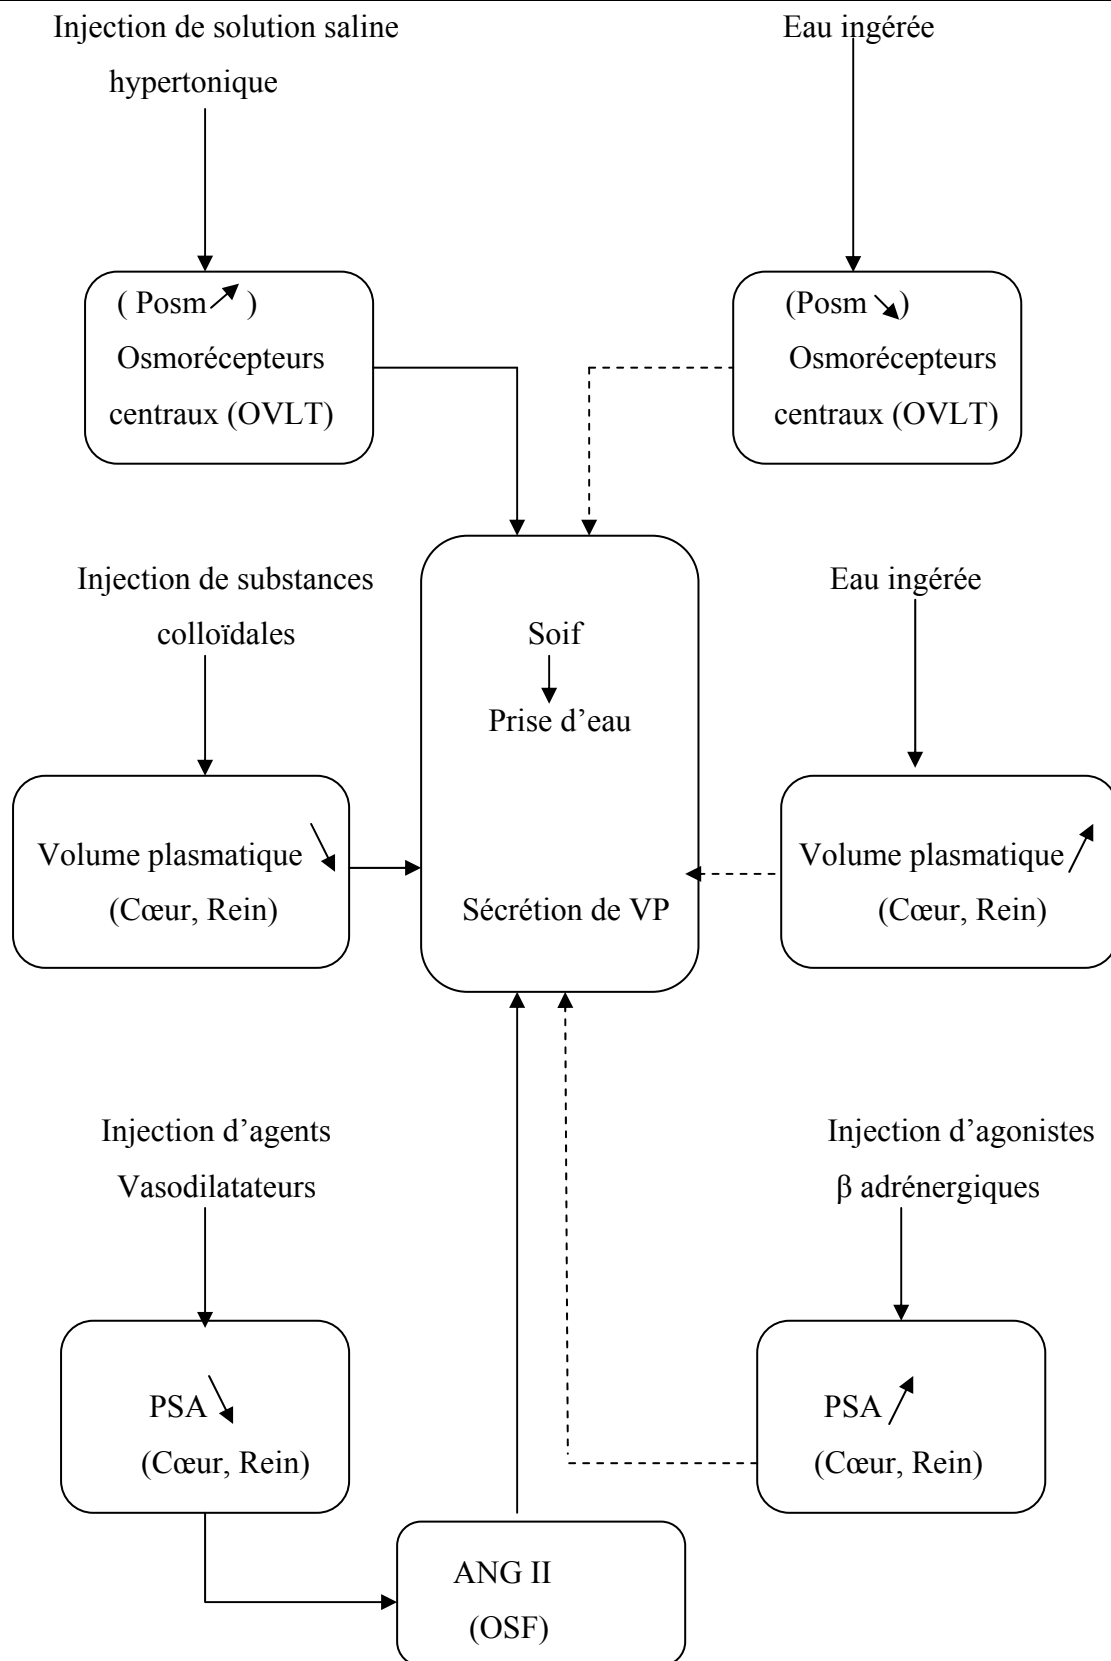 Injection de solution saline
hypertonique
Eau ingérée
( Posm )
Osmorécepteurs
centraux (OVLT)
(Posm )
Osmorécepteurs
centraux (OVLT)
Injection de substances
colloïdales
Soif
Prise d’eau
Sécrétion de VP
Eau ingérée
Volume plasmatique
(Cœur, Rein)
Volume plasmatique
(Cœur, Rein)
Injection d’agents
Vasodilatateurs
Injection d’agonistes
β adrénergiques
PSA
(Cœur, Rein)
PSA
(Cœur, Rein)
ANG II
(OSF)